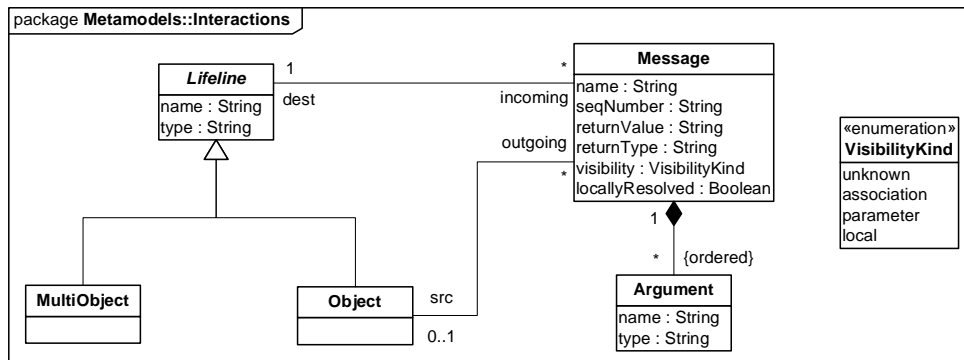 package Metamodels::Interactions
Lifeline
name : String
type : String
1
dest
*
incoming
outgoing
*
Message
name : String
seqNumber : String
returnValue : String
returnType : String
visibility : VisibilityKind
locallyResolved : Boolean
«enumeration»
VisibilityKind
unknown
association
parameter
local
1
* {ordered}
MultiObject
Object
src
0..1
Argument
name : String
type : String